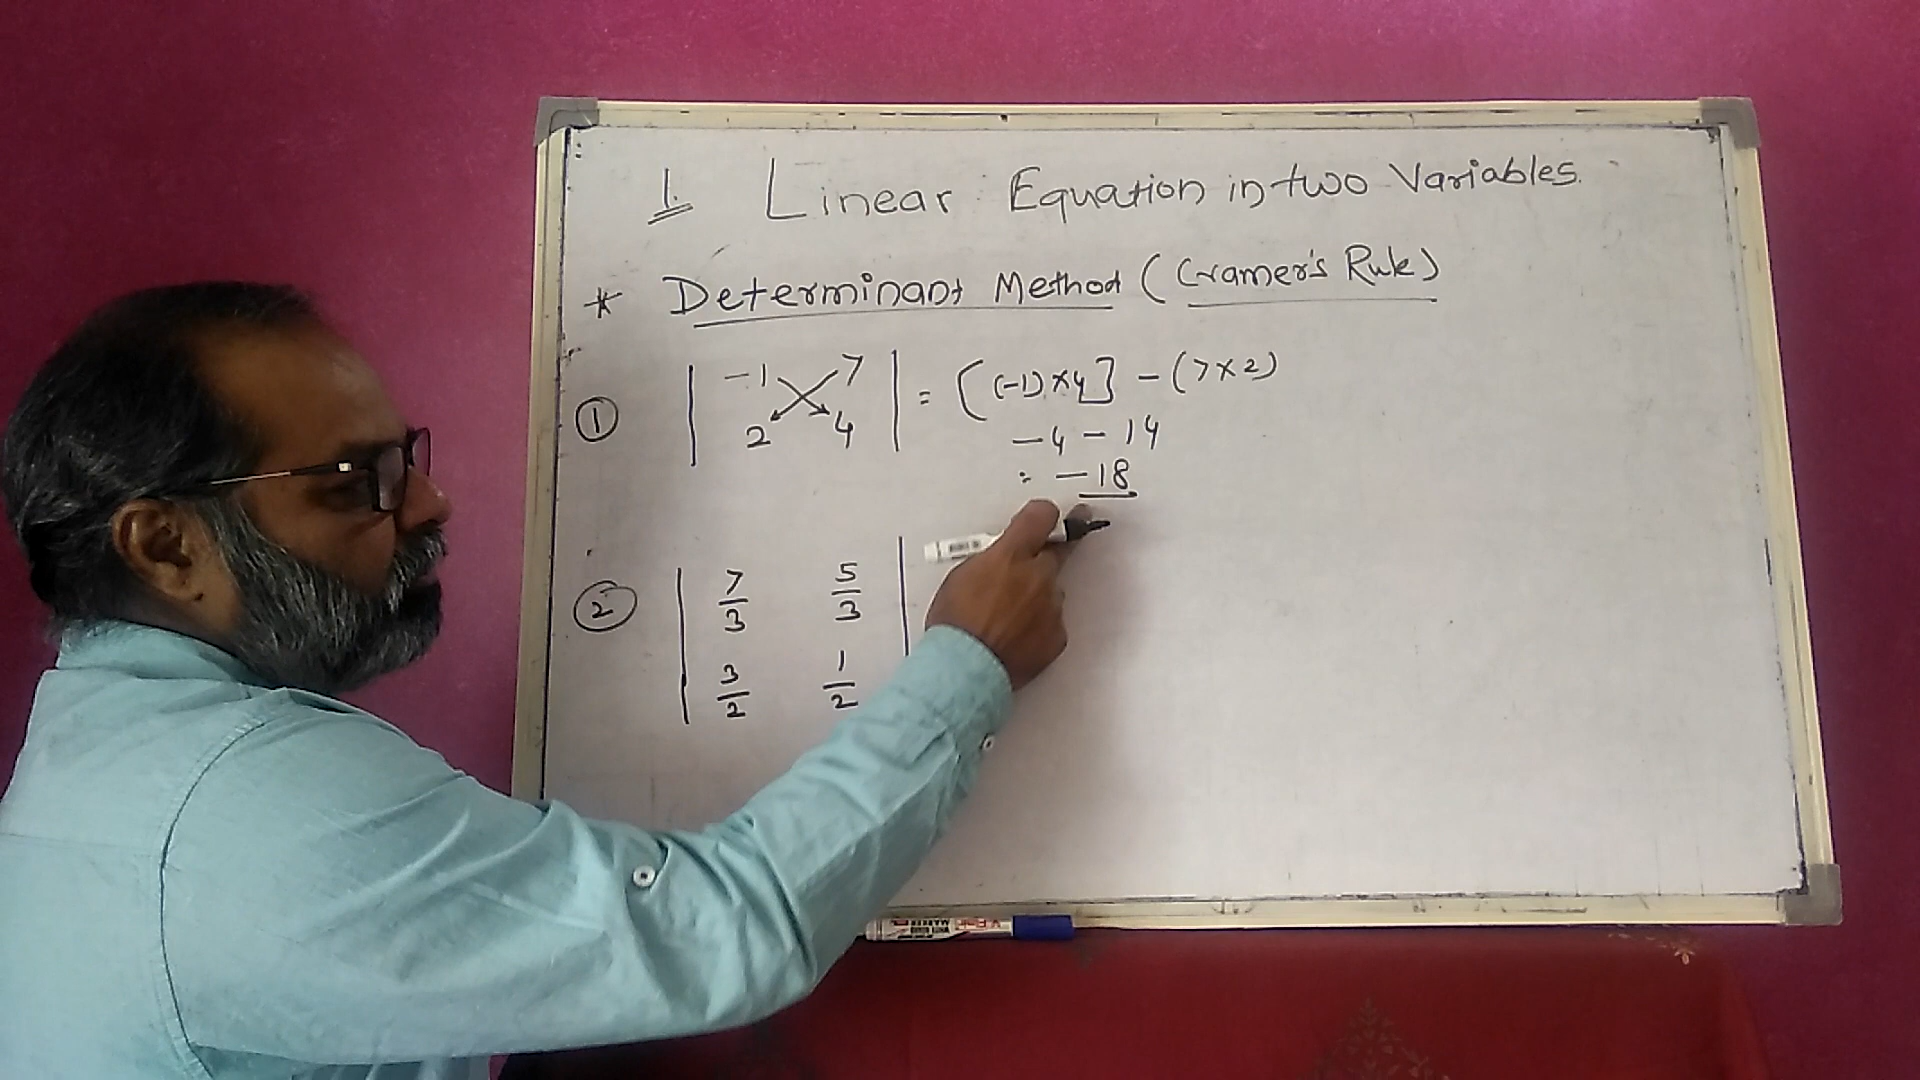 1. Linear Equation in two Variables.
* Determinant Method (Cramer's Rule)
① | -1 7 | = [(-1)×4] - (7×2)
2 4
-4 - 14
= -18
② | 7/3 5/3 |
3/2 1/2